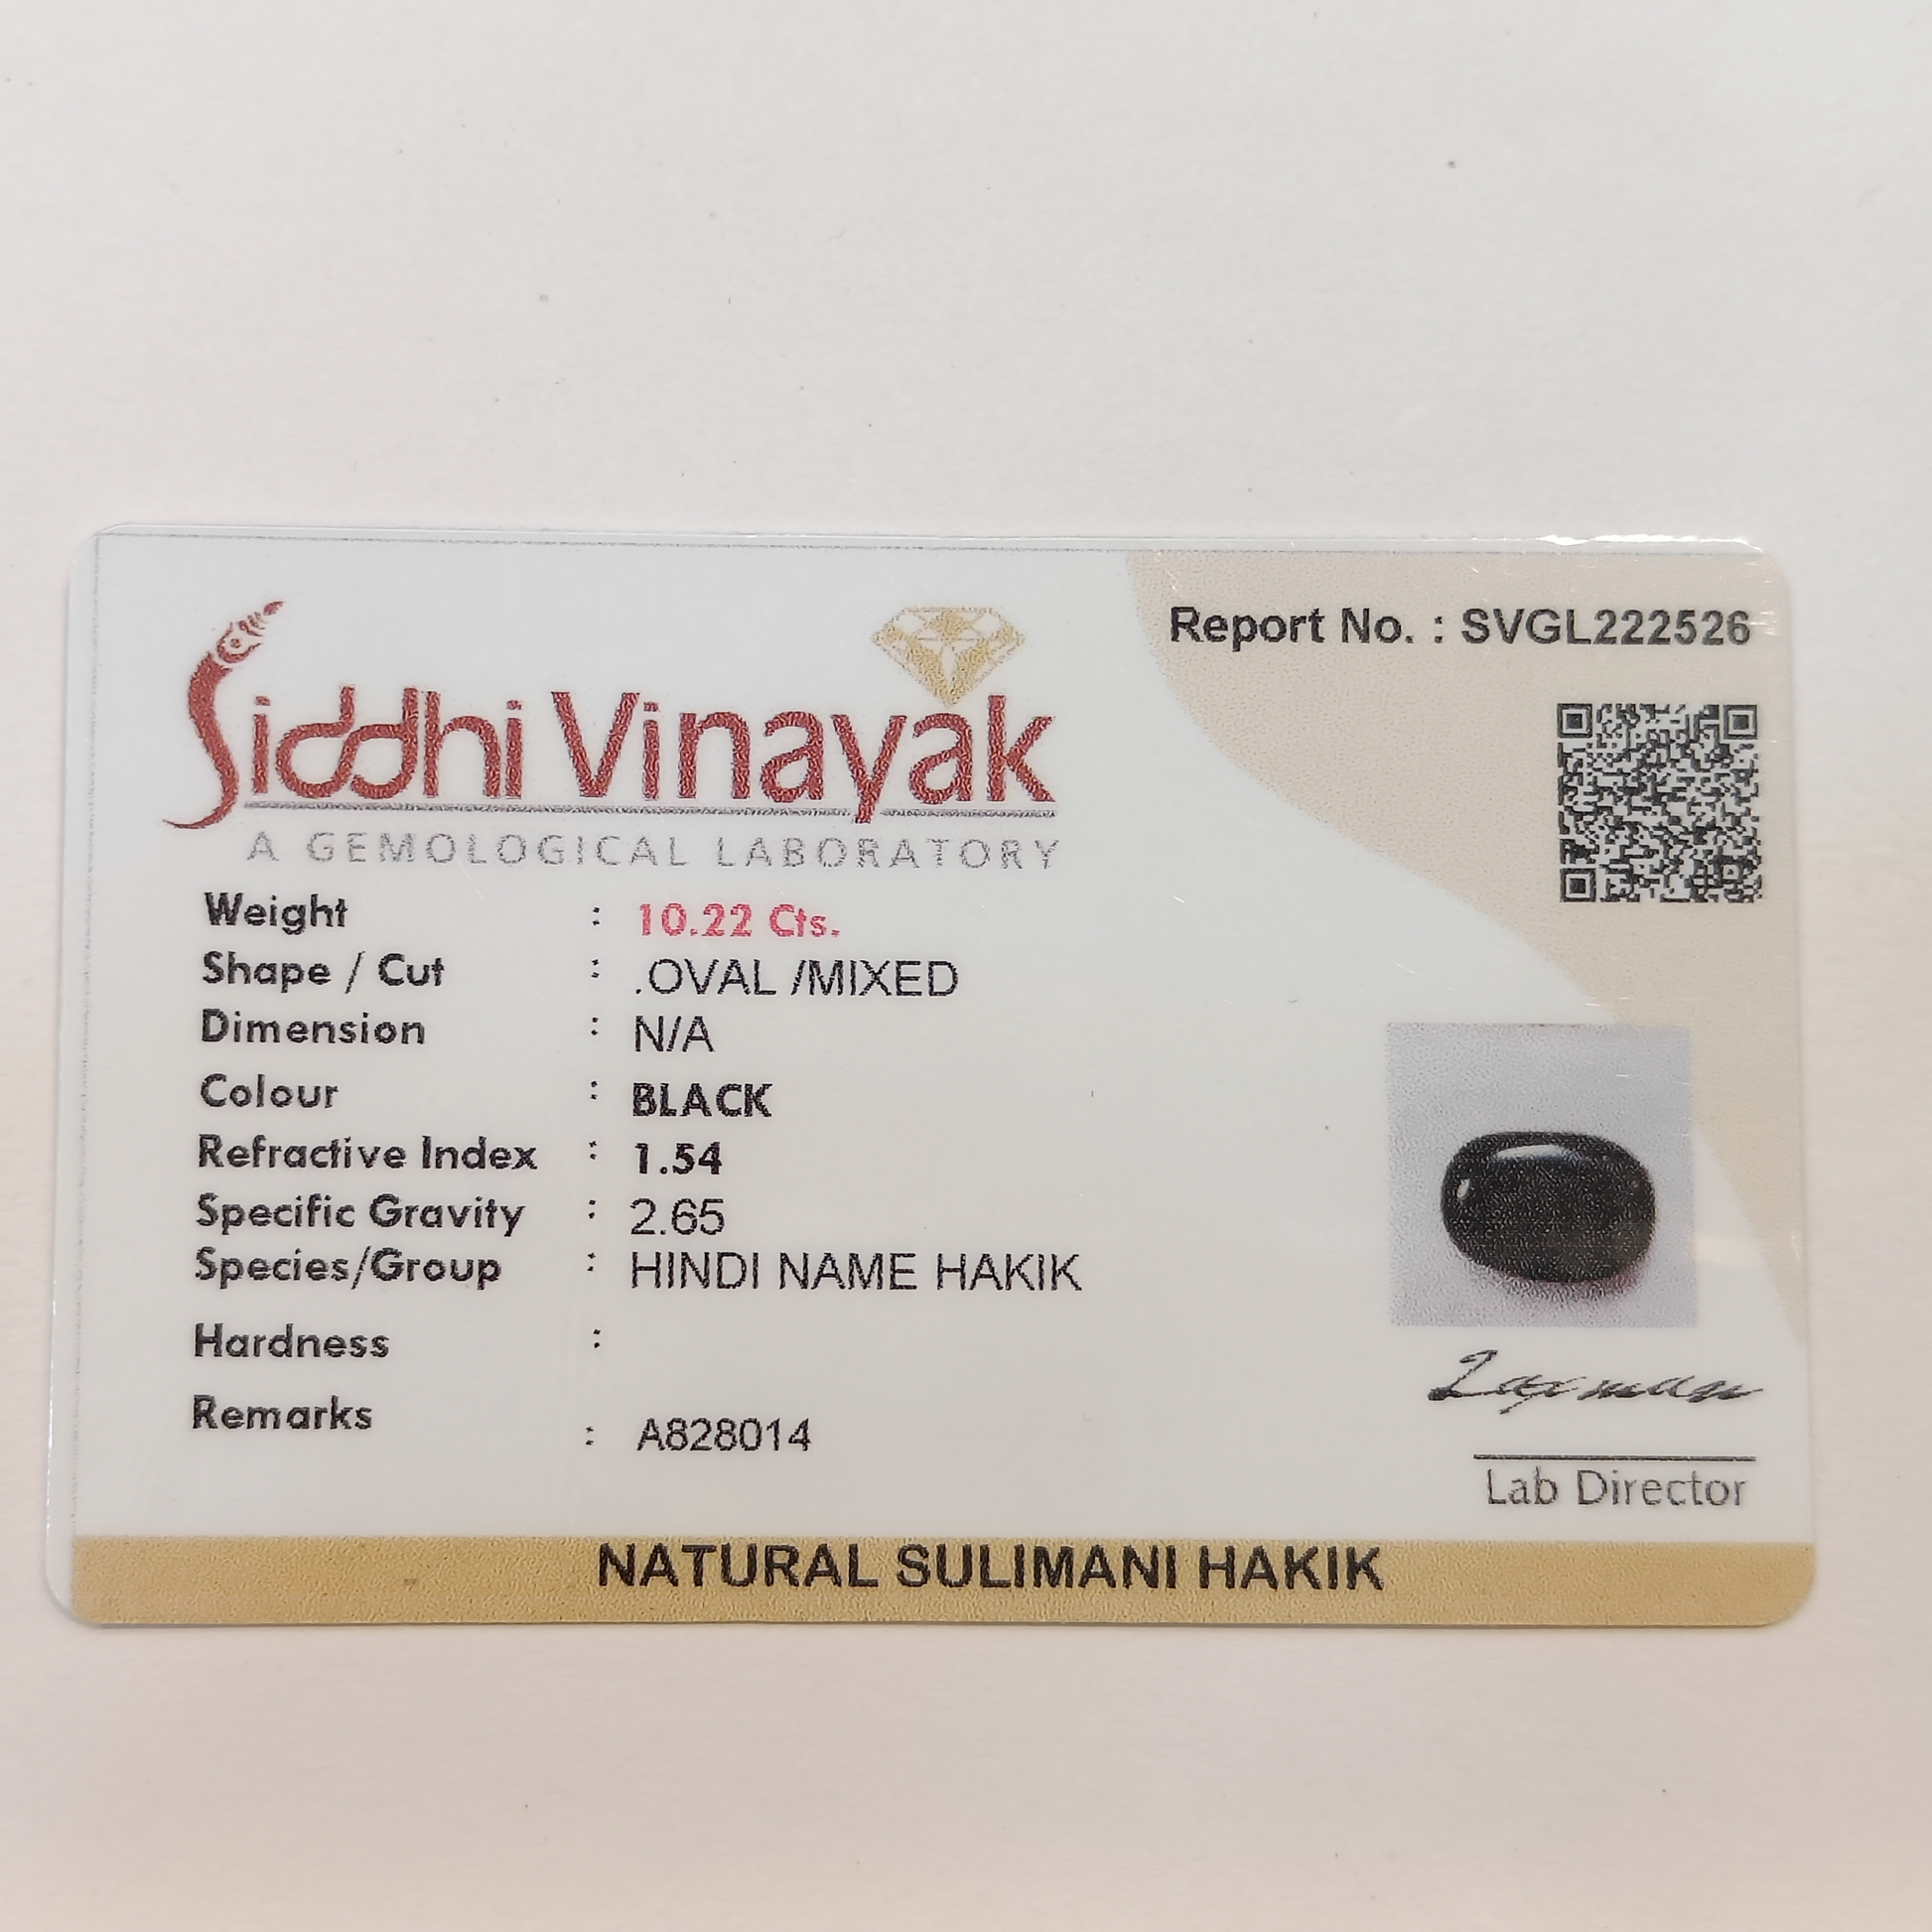 Siddhi Vinayak
A GEMOLOGICAL LABORATORY
Report No. : SVGL222526
Weight : 10.22 Cts.
Shape / Cut : .OVAL /MIXED
Dimension : N/A
Colour : BLACK
Refractive Index : 1.54
Specific Gravity : 2.65
Species/Group : HINDI NAME HAKIK
Hardness :
Remarks : A828014
Laxman
Lab Director
NATURAL SULIMANI HAKIK